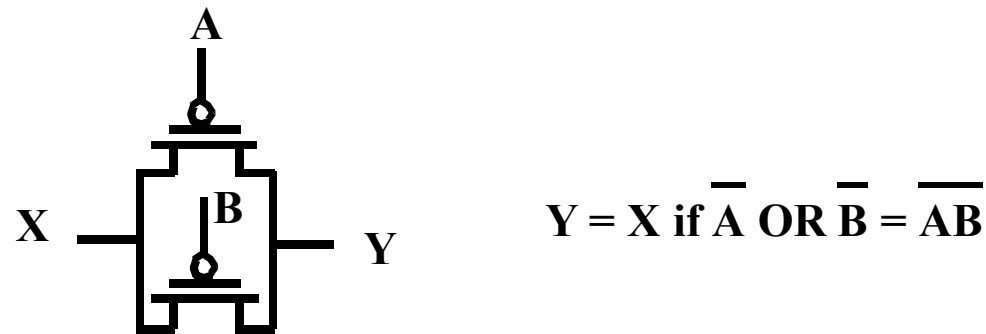 A
B
X
Y
Y = X if A̅ OR B̅ = A̅B̅